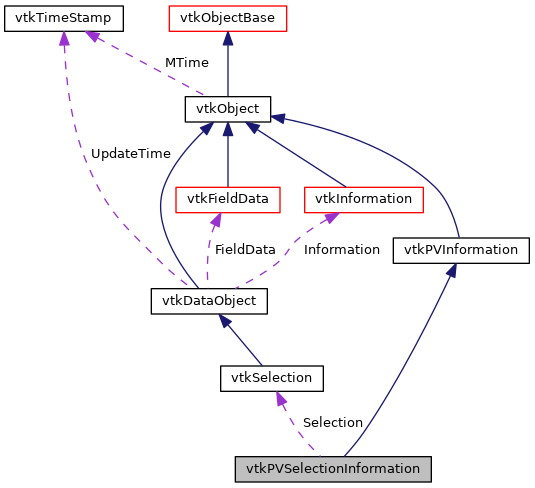 vtkTimeStamp
vtkObjectBase
MTime
vtkObject
UpdateTime
vtkFieldData
vtkInformation
FieldData
Information
vtkPVInformation
vtkDataObject
vtkSelection
Selection
vtkPVSelectionInformation